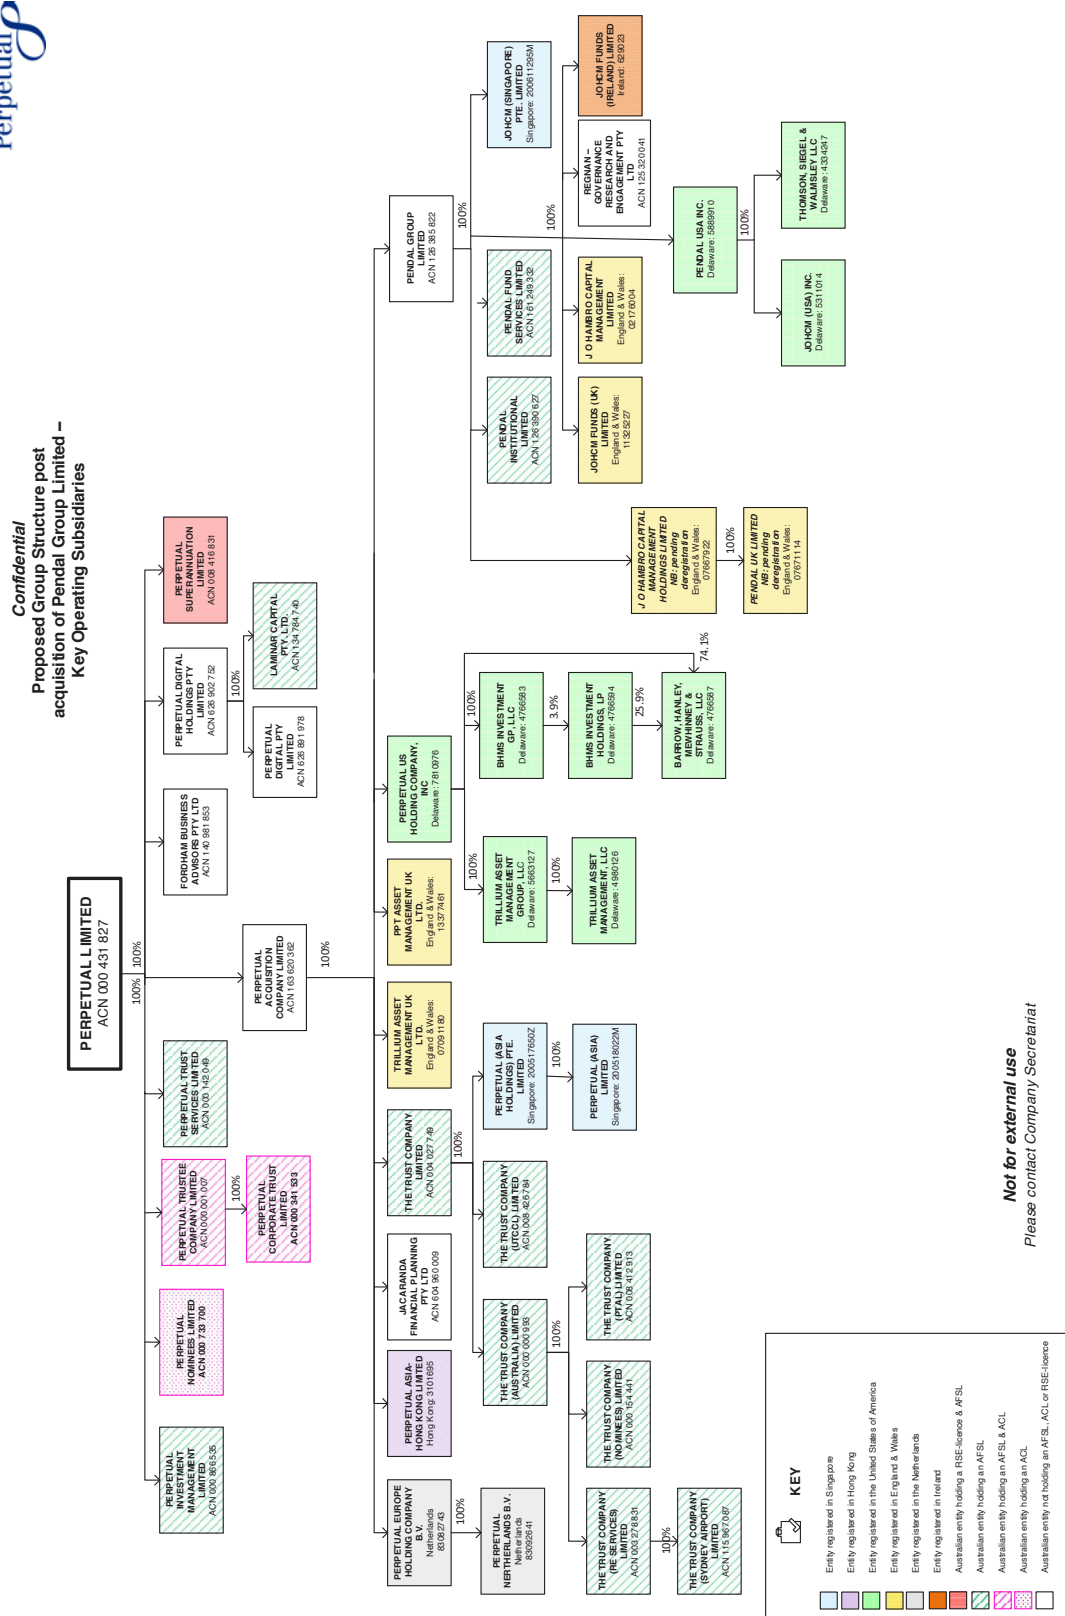 Perpetual
Confidential
Proposed Group Structure post
acquisition of Pendal Group Limited –
Key Operating Subsidiaries
PERPETUAL LIMITED
ACN 000 431 827
100%
100%
PERPETUAL
INVESTMENT
MANAGEMENT
LIMITED
ACN 000 866 535
PERPETUAL
NOMINEES LIMITED
ACN 000 733 700
PERPETUAL TRUSTEE
COMPANY LIMITED
ACN 000 001 007
100%
PERPETUAL
CORPORATE TRUST
LIMITED
ACN 000 341 533
PERPETUAL TRUST
SERVICES LIMITED
ACN 000 142 049
PERPETUAL
ACQUISITION
COMPANY LIMITED
ACN 163 620 362
100%
FORDHAM BUSINESS
ADVISORS PTY LTD
ACN 140 981 853
PERPETUAL DIGITAL
HOLDINGS PTY
LIMITED
ACN 626 902 752
100%
PERPETUAL
DIGITAL PTY
LIMITED
ACN 626 891 978
LAMINAR CAPITAL
PTY. LTD.
ACN 134 784 740
PERPETUAL
SUPERANNUATION
LIMITED
ACN 008 416 831
PERPETUAL EUROPE
HOLDING COMPANY
B.V.
Netherlands
83082743
100%
PERPETUAL
NERTHERLANDS B.V.
Netherlands
83092641
PERPETUAL ASIA-
HONG KONG LIMITED
Hong Kong: 3101695
JACARANDA
FINANCIAL PLANNING
PTY LTD
ACN 604 960 009
THE TRUST COMPANY
LIMITED
ACN 004 027 749
100%
THE TRUST COMPANY
(AUSTRALIA) LIMITED
ACN 000 000 993
100%
THE TRUST COMPANY
(UTCCL) LIMITED
ACN 008 426 784
PERPETUAL (ASIA
HOLDINGS) PTE.
LIMITED
Singapore: 200517650Z
100%
PERPETUAL (ASIA)
LIMITED
Singapore: 200518022M
THE TRUST COMPANY
(RE SERVICES)
LIMITED
ACN 003 278 831
100%
THE TRUST COMPANY
(SYDNEY AIRPORT)
LIMITED
ACN 115 967 087
THE TRUST COMPANY
(NOMINEES) LIMITED
ACN 000 154 441
THE TRUST COMPANY
(PTAL) LIMITED
ACN 008 412 913
TRILLIUM ASSET
MANAGEMENT UK
LTD.
England & Wales:
07091180
PPT ASSET
MANAGEMENT UK
LTD.
England & Wales:
13377461
PERPETUAL US
HOLDING COMPANY,
INC
Delaware: 7810976
100%
TRILLIUM ASSET
MANAGEMENT
GROUP, LLC
Delaware: 5663127
100%
TRILLIUM ASSET
MANAGEMENT, LLC
Delaware: 4980126
100%
BHMS INVESTMENT
GP, LLC
Delaware: 4766583
3.9%
BHMS INVESTMENT
HOLDINGS, LP
Delaware: 4766594
25.9%
BARROW, HANLEY,
MEWHINNEY &
STRAUSS, LLC
Delaware: 4766587
74.1%
PENDAL GROUP
LIMITED
ACN 126 385 822
100%
PENDAL
INSTITUTIONAL
LIMITED
ACN 126 390 627
PENDAL FUND
SERVICES LIMITED
ACN 161 249 332
JOHCM (SINGAPORE)
PTE. LIMITED
Singapore: 200611295M
100%
JOHCM FUNDS (UK)
LIMITED
England & Wales:
11325227
J O HAMBRO CAPITAL
MANAGEMENT
LIMITED
England & Wales:
02176004
REGNAN –
GOVERNANCE
RESEARCH AND
ENGAGEMENT PTY
LTD
ACN 125 320 041
JOHCM FUNDS
(IRELAND) LIMITED
Ireland: 629023
J O HAMBRO CAPITAL
MANAGEMENT
HOLDINGS LIMITED
NB: pending
deregistration
England & Wales:
07667922
100%
PENDAL UK LIMITED
NB: pending
deregistration
England & Wales:
07671114
PENDAL USA INC.
Delaware: 5889910
100%
JOHCM (USA) INC.
Delaware: 5311014
THOMSON, SIEGEL &
WALMSLEY LLC
Delaware: 4334247
KEY
Entity registered in Singapore
Entity registered in Hong Kong
Entity registered in the United States of America
Entity registered in England & Wales
Entity registered in the Netherlands
Entity registered in Ireland
Australian entity holding a RSE-licence & AFSL
Australian entity holding an AFSL
Australian entity holding an AFSL & ACL
Australian entity holding an ACL
Australian entity not holding an AFSL, ACL or RSE-licence
Not for external use
Please contact Company Secretariat